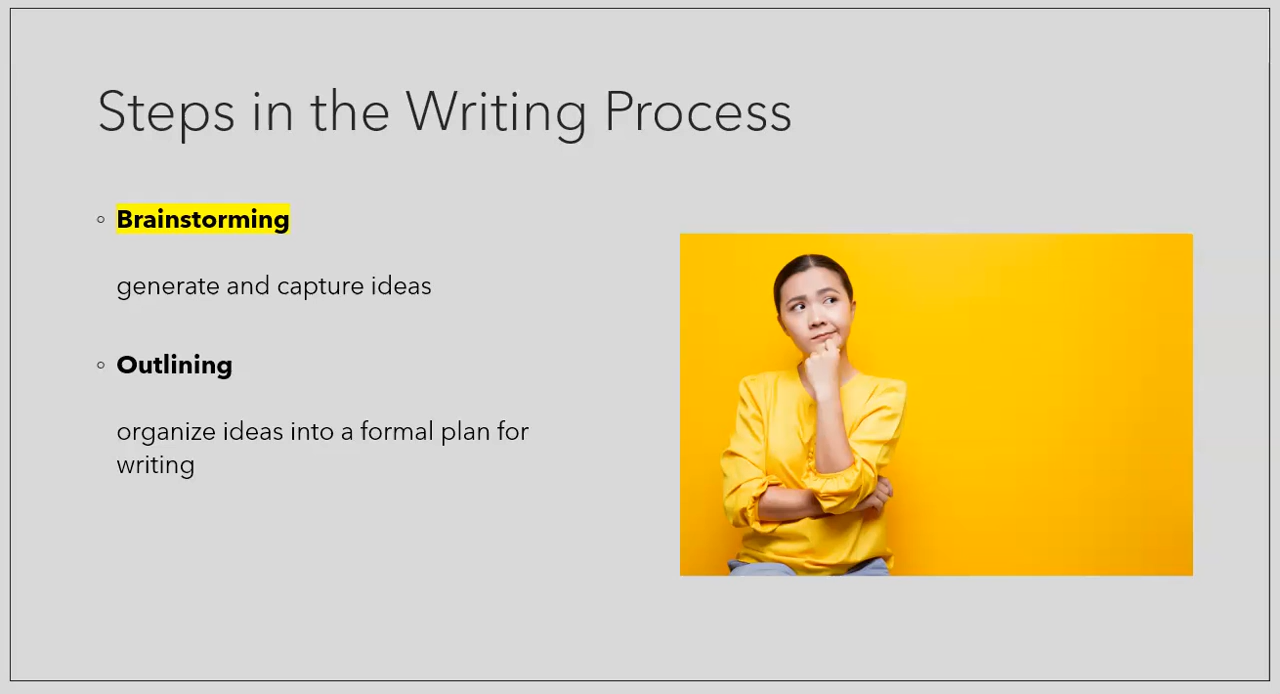 Steps in the Writing Process
Brainstorming
generate and capture ideas
Outlining
organize ideas into a formal plan for
writing